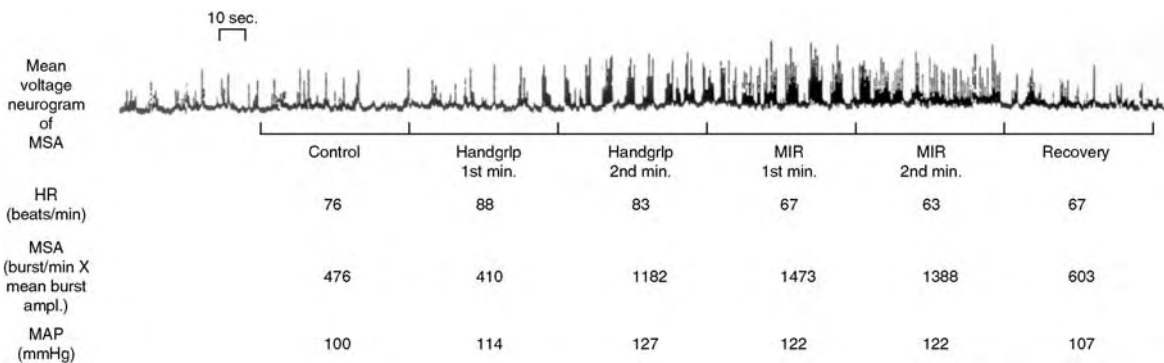 10 sec.
Mean
voltage
neurogram
of
MSA
Control Handgrip Handgrip MIR MIR Recovery
1st min. 2nd min. 1st min. 2nd min.
HR
(beats/min)
76 88 83 67 63 67
MSA
(burst/min X
mean burst
ampl.)
476 410 1182 1473 1388 603
MAP
(mmHg)
100 114 127 122 122 107